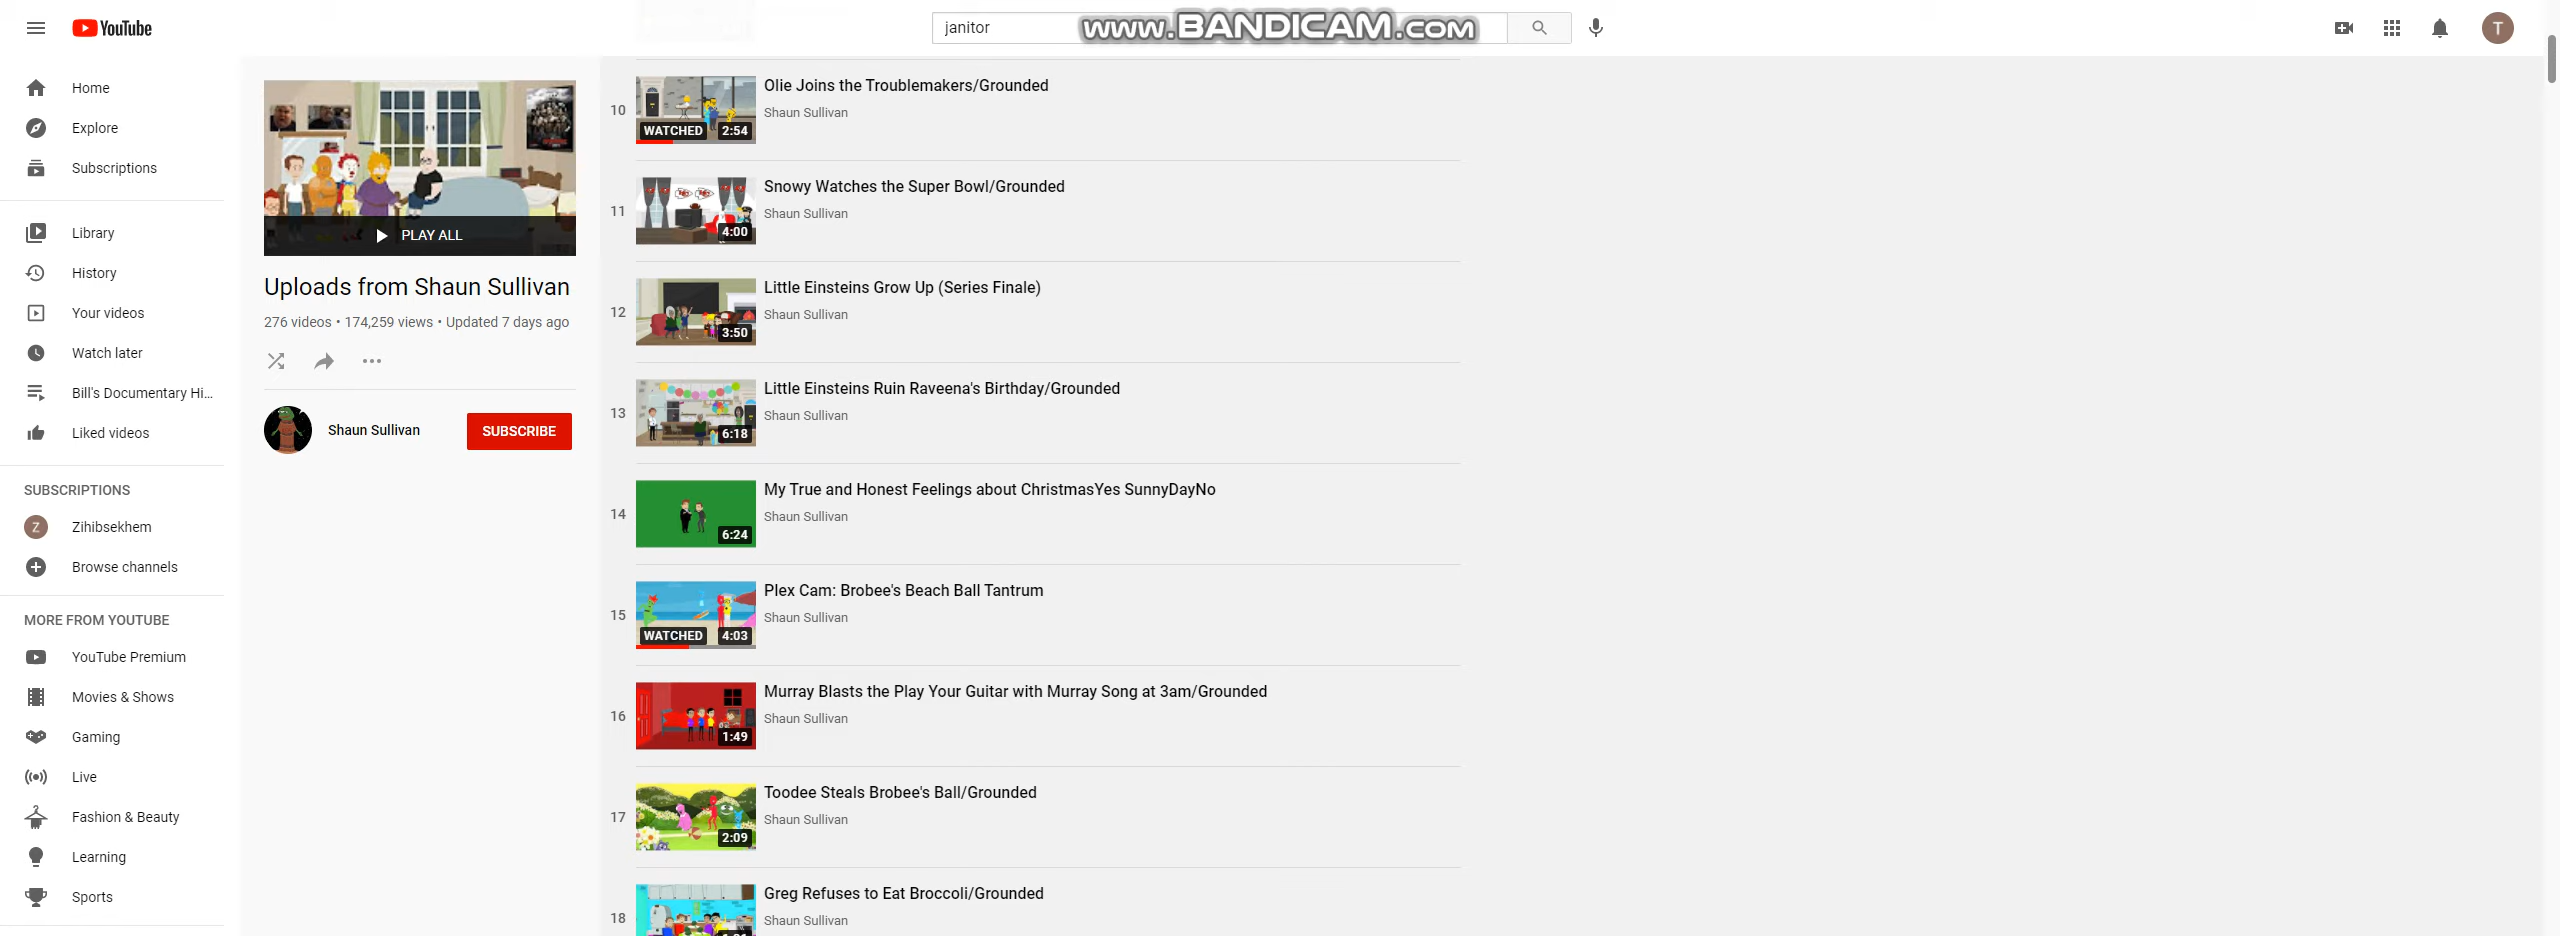 YouTube
janitor
www.BANDICAM.com
T
Home
Explore
Subscriptions
Library
History
Your videos
Watch later
Bill's Documentary Hi...
Liked videos
SUBSCRIPTIONS
Z
Zihibsekhem
Browse channels
MORE FROM YOUTUBE
YouTube Premium
Movies & Shows
Gaming
Live
Fashion & Beauty
Learning
Sports
PLAY ALL
Uploads from Shaun Sullivan
276 videos • 174,259 views • Updated 7 days ago
Shaun Sullivan
SUBSCRIBE
10
WATCHED
2:54
Olie Joins the Troublemakers/Grounded
Shaun Sullivan
11
4:00
Snowy Watches the Super Bowl/Grounded
Shaun Sullivan
12
3:50
Little Einsteins Grow Up (Series Finale)
Shaun Sullivan
13
6:18
Little Einsteins Ruin Raveena's Birthday/Grounded
Shaun Sullivan
14
6:24
My True and Honest Feelings about ChristmasYes SunnyDayNo
Shaun Sullivan
15
WATCHED
4:03
Plex Cam: Brobee's Beach Ball Tantrum
Shaun Sullivan
16
1:49
Murray Blasts the Play Your Guitar with Murray Song at 3am/Grounded
Shaun Sullivan
17
2:09
Toodee Steals Brobee's Ball/Grounded
Shaun Sullivan
18
Greg Refuses to Eat Broccoli/Grounded
Shaun Sullivan